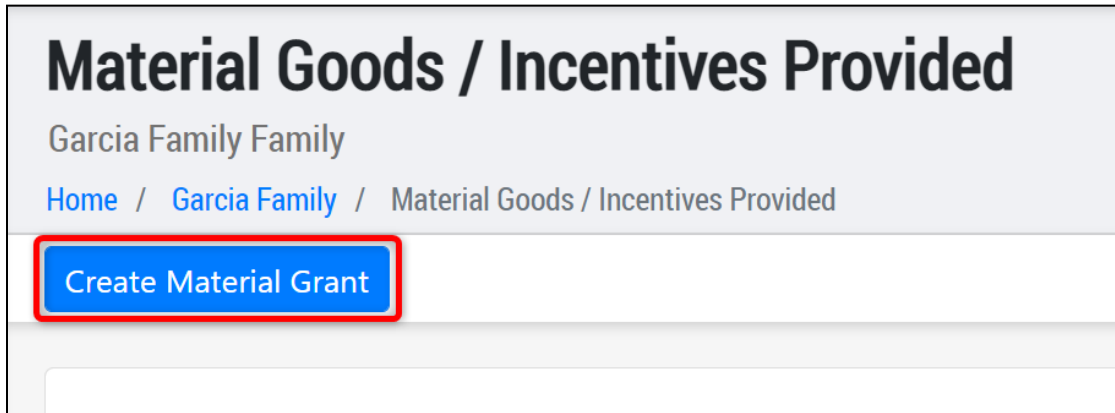 Material Goods / Incentives Provided
Garcia Family Family
Home / Garcia Family / Material Goods / Incentives Provided
Create Material Grant